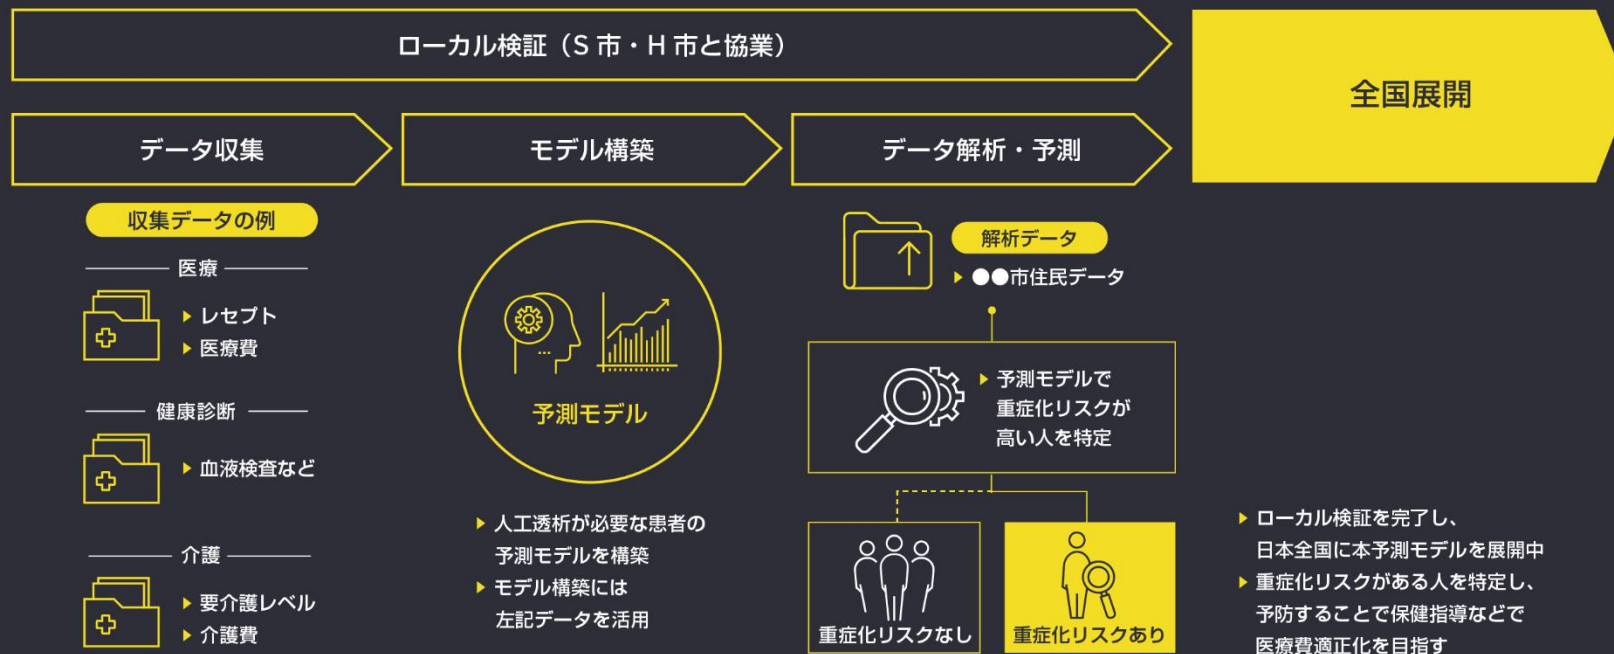 ローカル検証（S市・H市と協業）
全国展開
データ収集
モデル構築
データ解析・予測
収集データの例
医療
レセプト
医療費
健康診断
血液検査など
介護
要介護レベル
介護費
予測モデル
人工透析が必要な患者の
予測モデルを構築
モデル構築には
左記データを活用
解析データ
●●市住民データ
予測モデルで
重症化リスクが
高い人を特定
重症化リスクなし
重症化リスクあり
ローカル検証を完了し、
日本全国に本予測モデルを展開中
重症化リスクがある人を特定し、
予防することで保健指導などで
医療費適正化を目指す